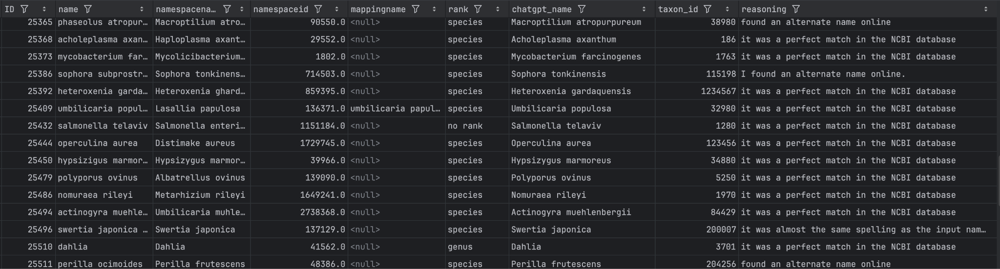 ID name namespacena… namespaceid mappingname rank chatgpt_name taxon_id reasoning
25365 phaseolus atropur… Macroptilium atro… 90550.0 <null> species Macroptilium atropurpureum 38980 found an alternate name online
25368 acholeplasma axan… Haploplasma axant… 29552.0 <null> species Acholeplasma axanthum 186 it was a perfect match in the NCBI database
25373 mycobacterium far… Mycolicibacterium… 1802.0 <null> species Mycobacterium farcinogenes 1763 it was a perfect match in the NCBI database
25386 sophora subprostr… Sophora tonkinens… 714503.0 <null> species Sophora tonkinensis 115198 I found an alternate name online.
25392 heteroxenia garda… Heteroxenia ghard… 859395.0 <null> species Heteroxenia gardaquensis 1234567 it was a perfect match in the NCBI database
25409 umbilicaria popul… Lasallia papulosa 136371.0 umbilicaria papul… species Umbilicaria populosa 32980 it was a perfect match in the NCBI database
25432 salmonella telaviv Salmonella enteri… 1151184.0 <null> no rank Salmonella telaviv 1280 it was a perfect match in the NCBI database
25444 operculina aurea Distimake aureus 1729745.0 <null> species Operculina aurea 123456 it was a perfect match in the NCBI database
25450 hypsizigus marmor… Hypsizygus marmor… 39966.0 <null> species Hypsizygus marmoreus 34880 it was a perfect match in the NCBI database
25479 polyporus ovinus Albatrellus ovinus 139090.0 <null> species Polyporus ovinus 5250 it was a perfect match in the NCBI database
25486 nomuraea rileyi Metarhizium rileyi 1649241.0 <null> species Nomuraea rileyi 1970 it was a perfect match in the NCBI database
25494 actinogyra muehle… Umbilicaria muhle… 2738368.0 <null> species Actinogyra muehlenbergii 84429 it was a perfect match in the NCBI database
25496 swertia japonica … Swertia japonica 137129.0 <null> species Swertia japonica 200007 it was almost the same spelling as the input nam…
25510 dahlia Dahlia 41562.0 <null> genus Dahlia 3701 it was a perfect match in the NCBI database
25511 perilla ocimoides Perilla frutescens 48386.0 <null> species Perilla frutescens 204256 found an alternate name online